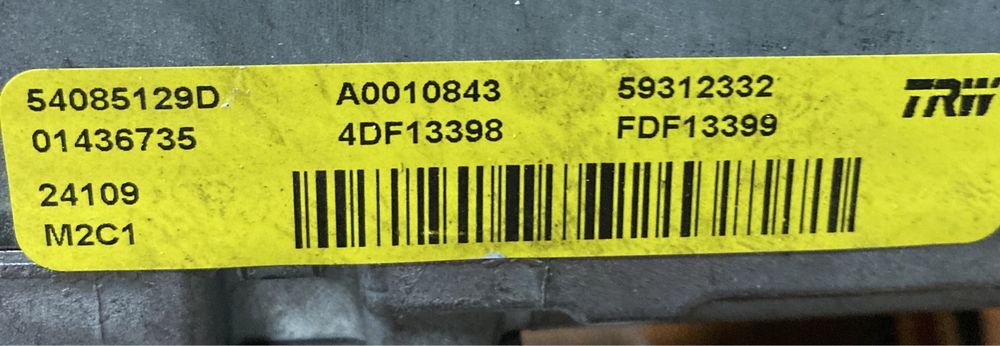 54085129D A0010843 59312332 TRW
01436735 4DF13398 FDF13399
24109
M2C1